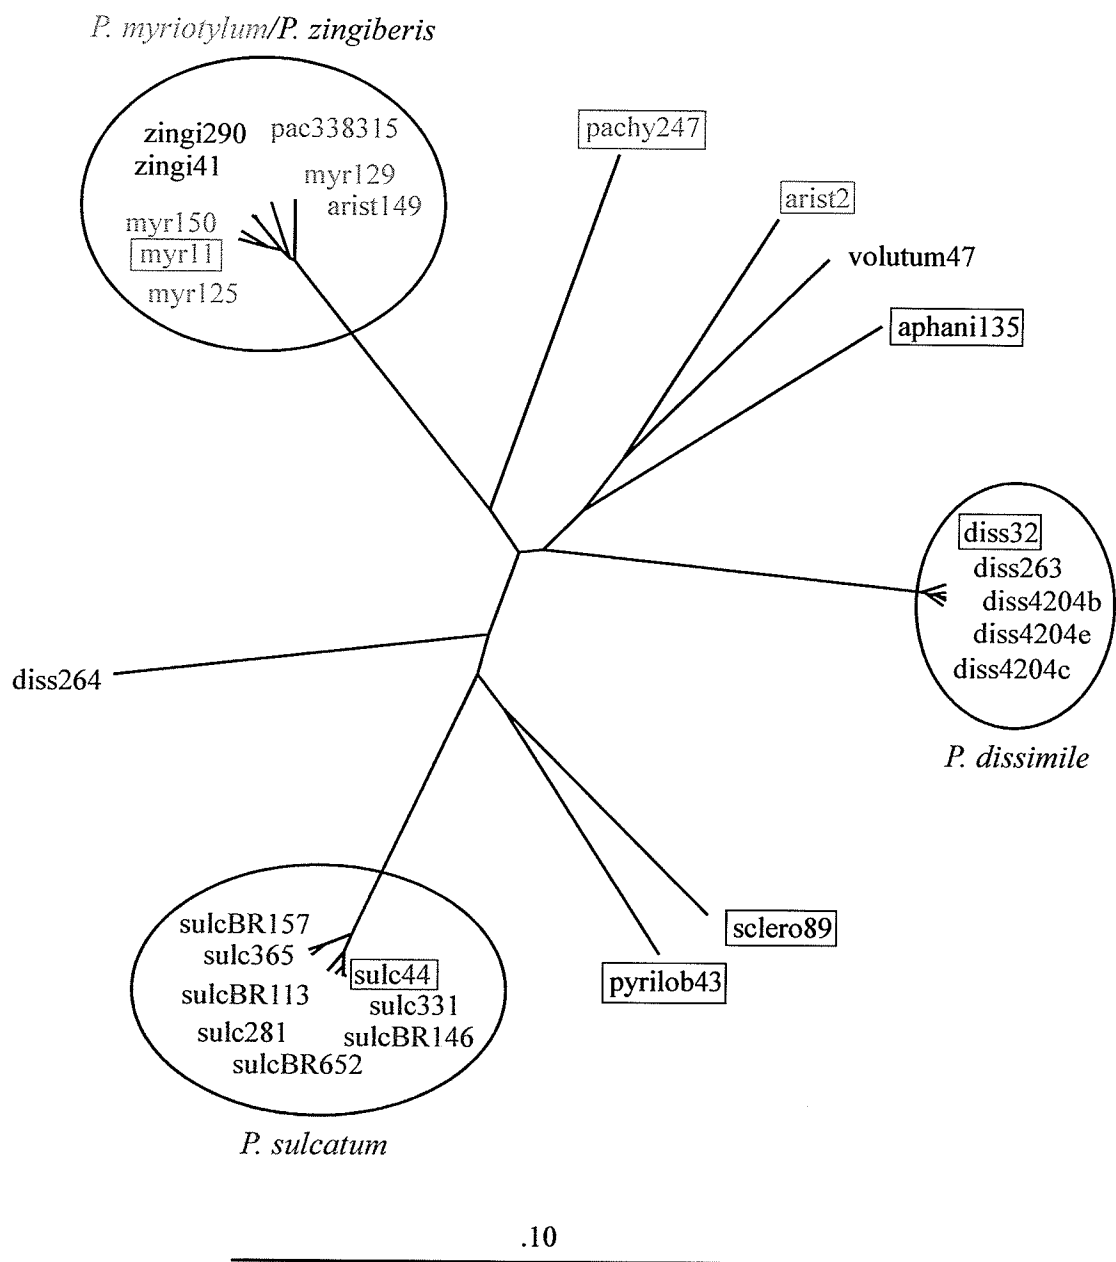 P. myriotylum/P. zingiberis
zingi290
pac338315
zingi41
myr129
arist149
myr150
myr11
myr125
pachy247
arist2
volutum47
aphani135
diss32
diss263
diss4204b
diss4204e
diss4204c
P. dissimile
diss264
sclero89
pyrilob43
sulcBR157
sulc365
sulc44
sulcBR113
sulc331
sulc281
sulcBR146
sulcBR652
P. sulcatum
.10